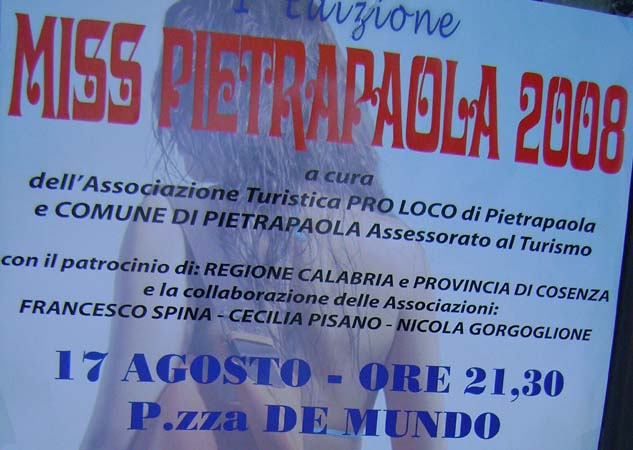 1ª Edizione
MISS PIETRAPAOLA 2008
a cura
dell'Associazione Turistica PRO LOCO di Pietrapaola
e COMUNE DI PIETRAPAOLA Assessorato al Turismo
con il patrocinio di: REGIONE CALABRIA e PROVINCIA DI COSENZA
e la collaborazione delle Associazioni:
FRANCESCO SPINA - CECILIA PISANO - NICOLA GORGOGLIONE
17 AGOSTO - ORE 21,30
P.zza DE MUNDO